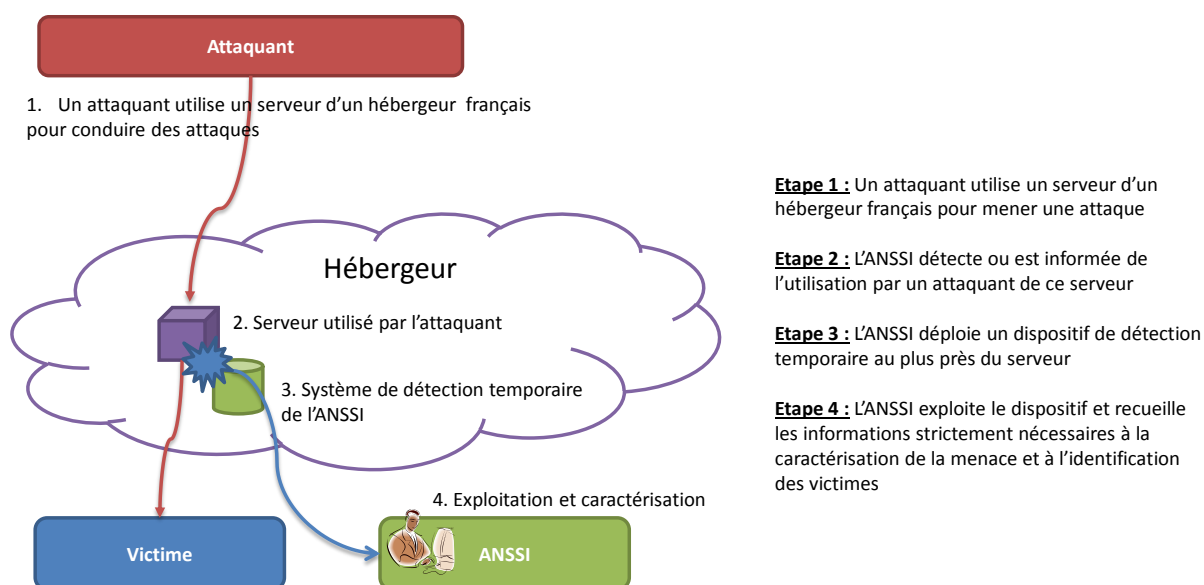 Attaquant
1. Un attaquant utilise un serveur d’un hébergeur français
pour conduire des attaques
Hébergeur
2. Serveur utilisé par l’attaquant
3. Système de détection temporaire
de l’ANSSI
4. Exploitation et caractérisation
Victime
ANSSI
Etape 1 : Un attaquant utilise un serveur d’un
hébergeur français pour mener une attaque
Etape 2 : L’ANSSI détecte ou est informée de
l’utilisation par un attaquant de ce serveur
Etape 3 : L’ANSSI déploie un dispositif de détection
temporaire au plus près du serveur
Etape 4 : L’ANSSI exploite le dispositif et recueille
les informations strictement nécessaires à la
caractérisation de la menace et à l’identification
des victimes